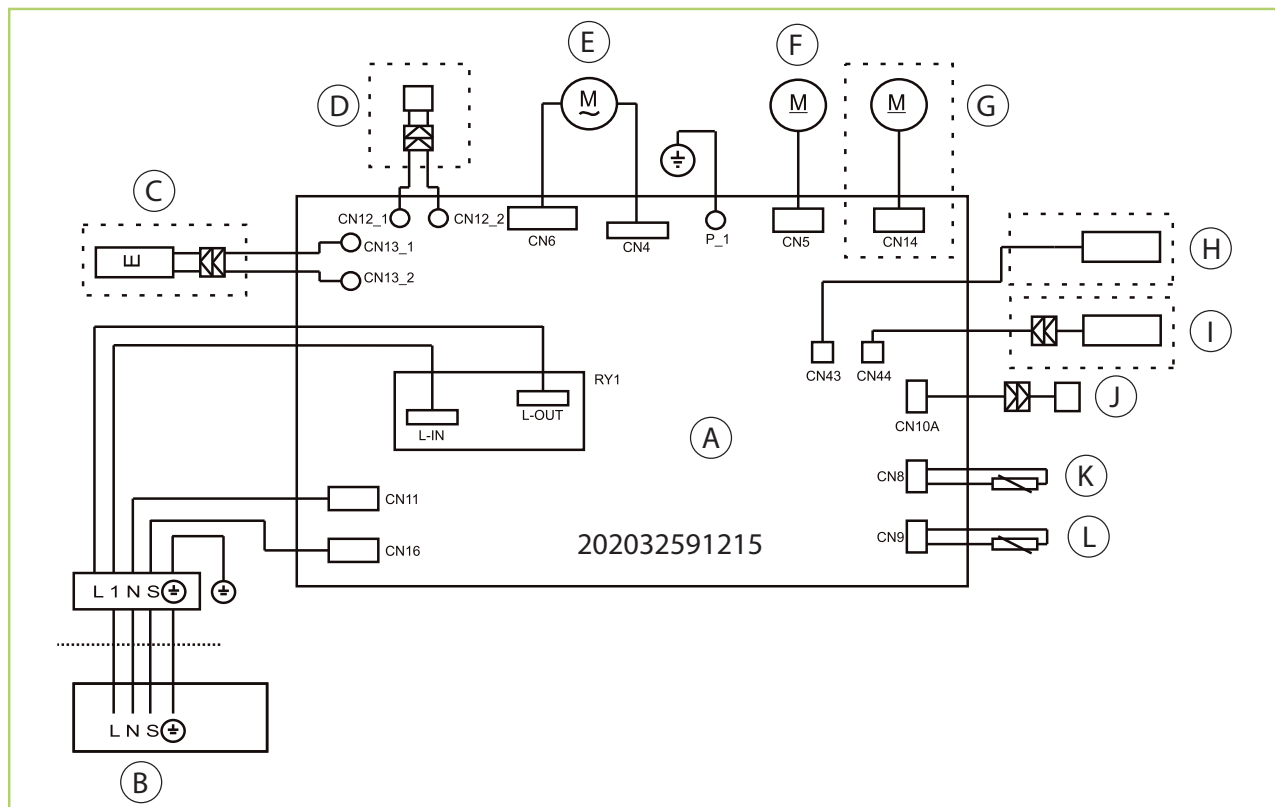 E
F
D
M
~
M
M
G
C
CN12_1
CN12_2
CN6
CN4
P_1
CN5
CN14
E
CN13_1
CN13_2
H
I
CN43
CN44
RY1
J
L-OUT
L-IN
CN10A
A
CN8
K
CN11
CN9
L
CN16
202032591215
L 1 N S
L N S
B